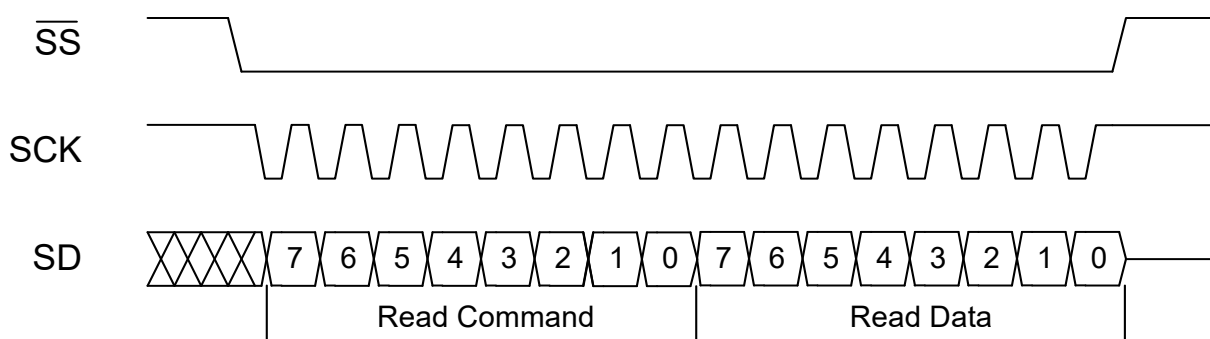 S̅S̅
SCK
SD 7 6 5 4 3 2 1 0 7 6 5 4 3 2 1 0
Read Command Read Data